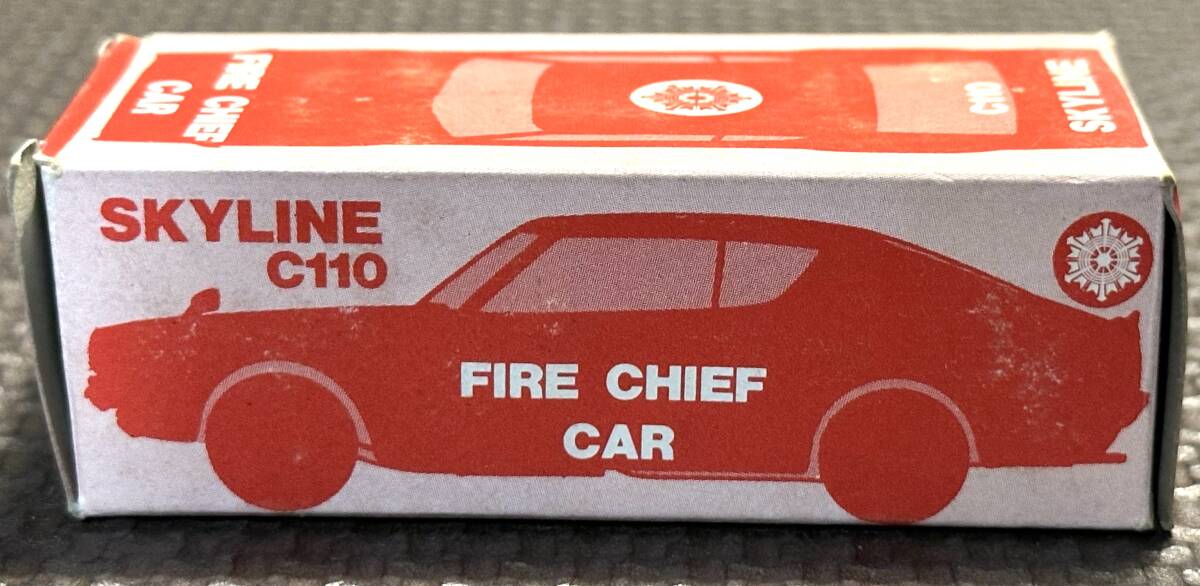 FIRE CHIEF
CAR
C110
SKYLINE
SKYLINE
C110
FIRE CHIEF
CAR